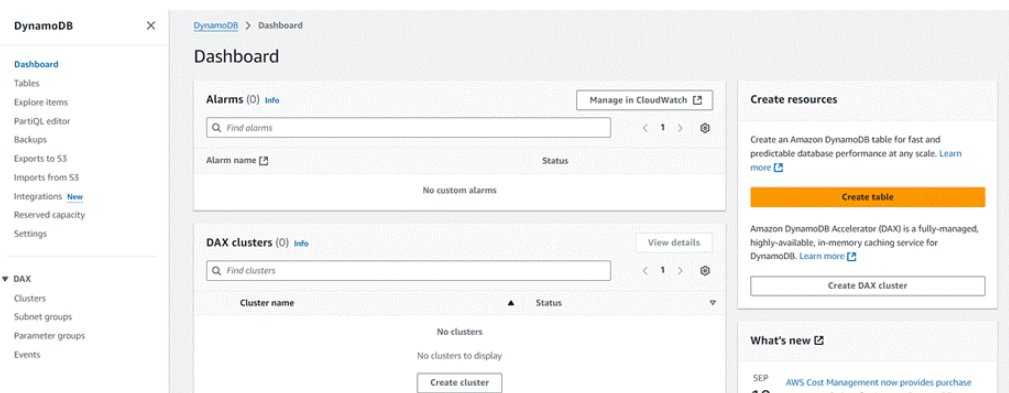 DynamoDB
Dashboard
Tables
Explore items
PartiQL editor
Backups
Exports to S3
Imports from S3
Integrations New
Reserved capacity
Settings
DAX
Clusters
Subnet groups
Parameter groups
Events
DynamoDB > Dashboard
Dashboard
Alarms (0) Info
Manage in CloudWatch
Find alarms
1
Alarm name
Status
No custom alarms
DAX clusters (0) Info
View details
Find clusters
1
Cluster name
Status
No clusters
No clusters to display
Create cluster
Create resources
Create an Amazon DynamoDB table for fast and
predictable database performance at any scale. Learn
more
Create table
Amazon DynamoDB Accelerator (DAX) is a fully-managed,
highly-available, in-memory caching service for
DynamoDB. Learn more
Create DAX cluster
What's new
SEP
AWS Cost Management now provides purchase